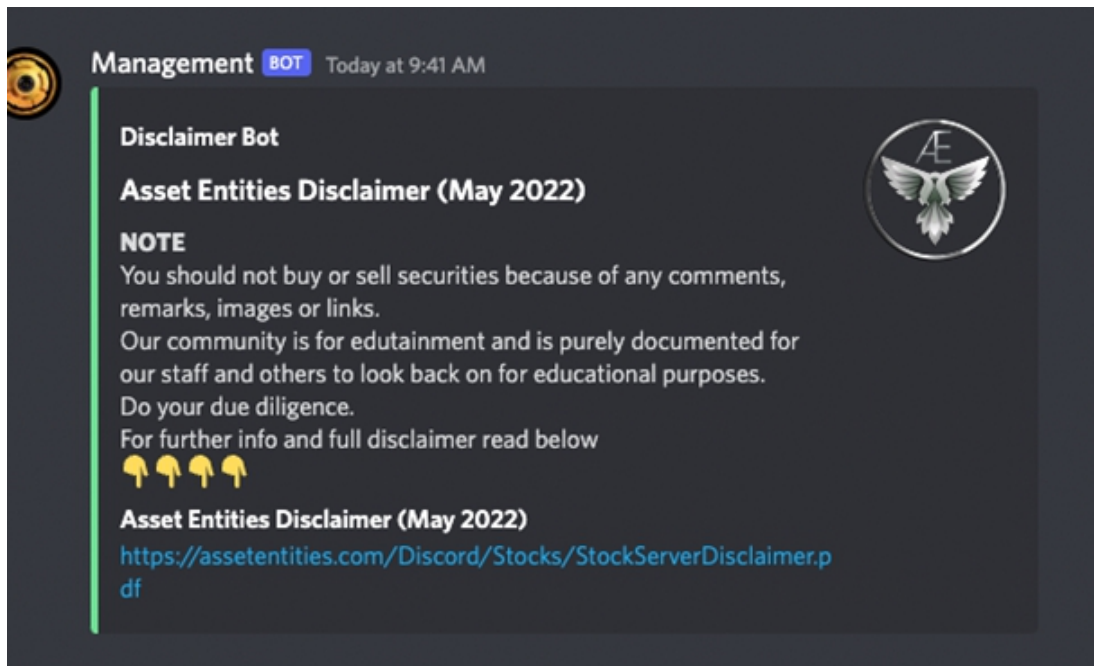 Management BOT Today at 9:41 AM
Disclaimer Bot
Æ
Asset Entities Disclaimer (May 2022)
NOTE
You should not buy or sell securities because of any comments,
remarks, images or links.
Our community is for edutainment and is purely documented for
our staff and others to look back on for educational purposes.
Do your due diligence.
For further info and full disclaimer read below
👇👇👇👇
Asset Entities Disclaimer (May 2022)
https://assetentities.com/Discord/Stocks/StockServerDisclaimer.p
df